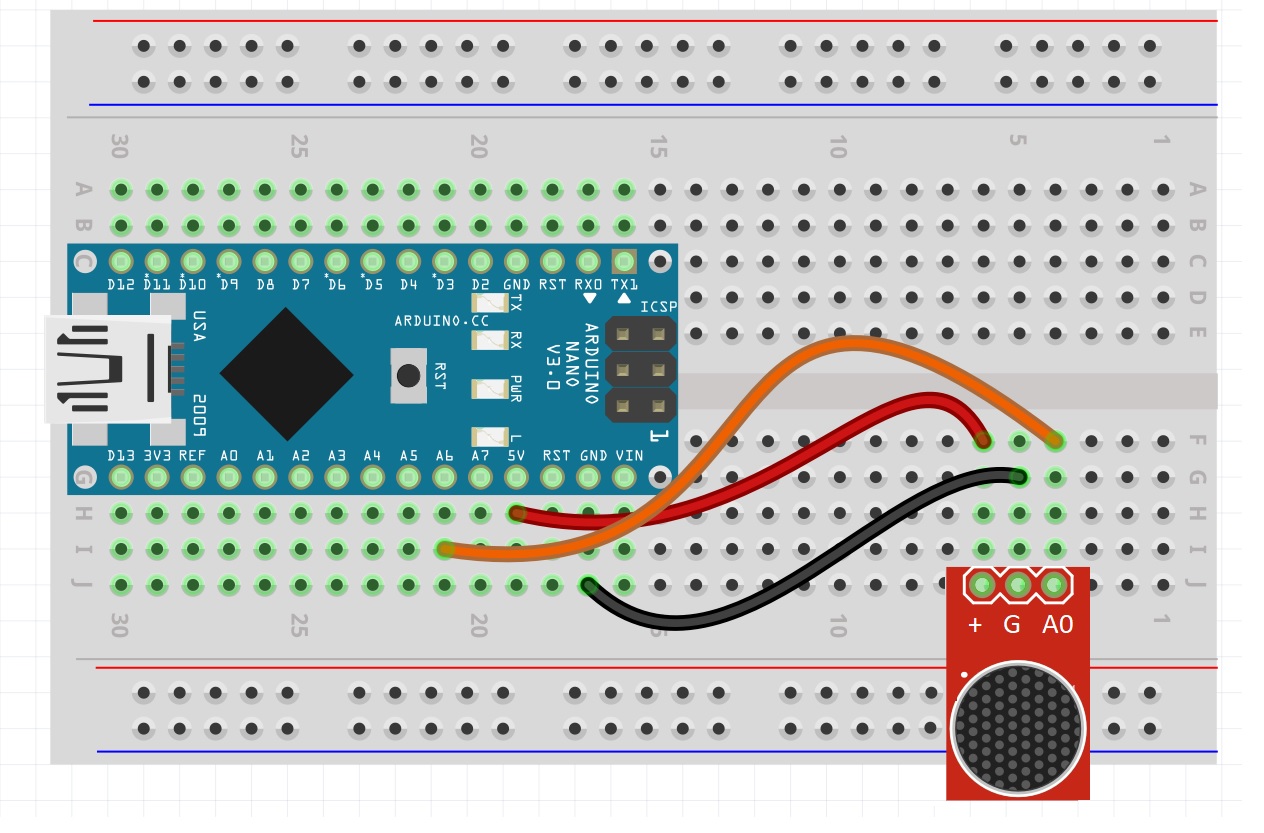 30 25 20 15 10 5 1
A A
B B
C C
D
E E
D12 *D11 *D10 *D9 D8 D7 *D6 *D5 D4 *D3 D2 GND RST RX0 TX1
ICSP
TX
ARDUINO.CC
USA
RX
ARDUINO
NANO
V3.0
RST
PWR
2009
L
1
F
D13 3V3 REF A0 A1 A2 A3 A4 A5 A6 A7 5V RST GND VIN
G G
H H
I I
J J
30 25 20 5 10 1
+ G A0